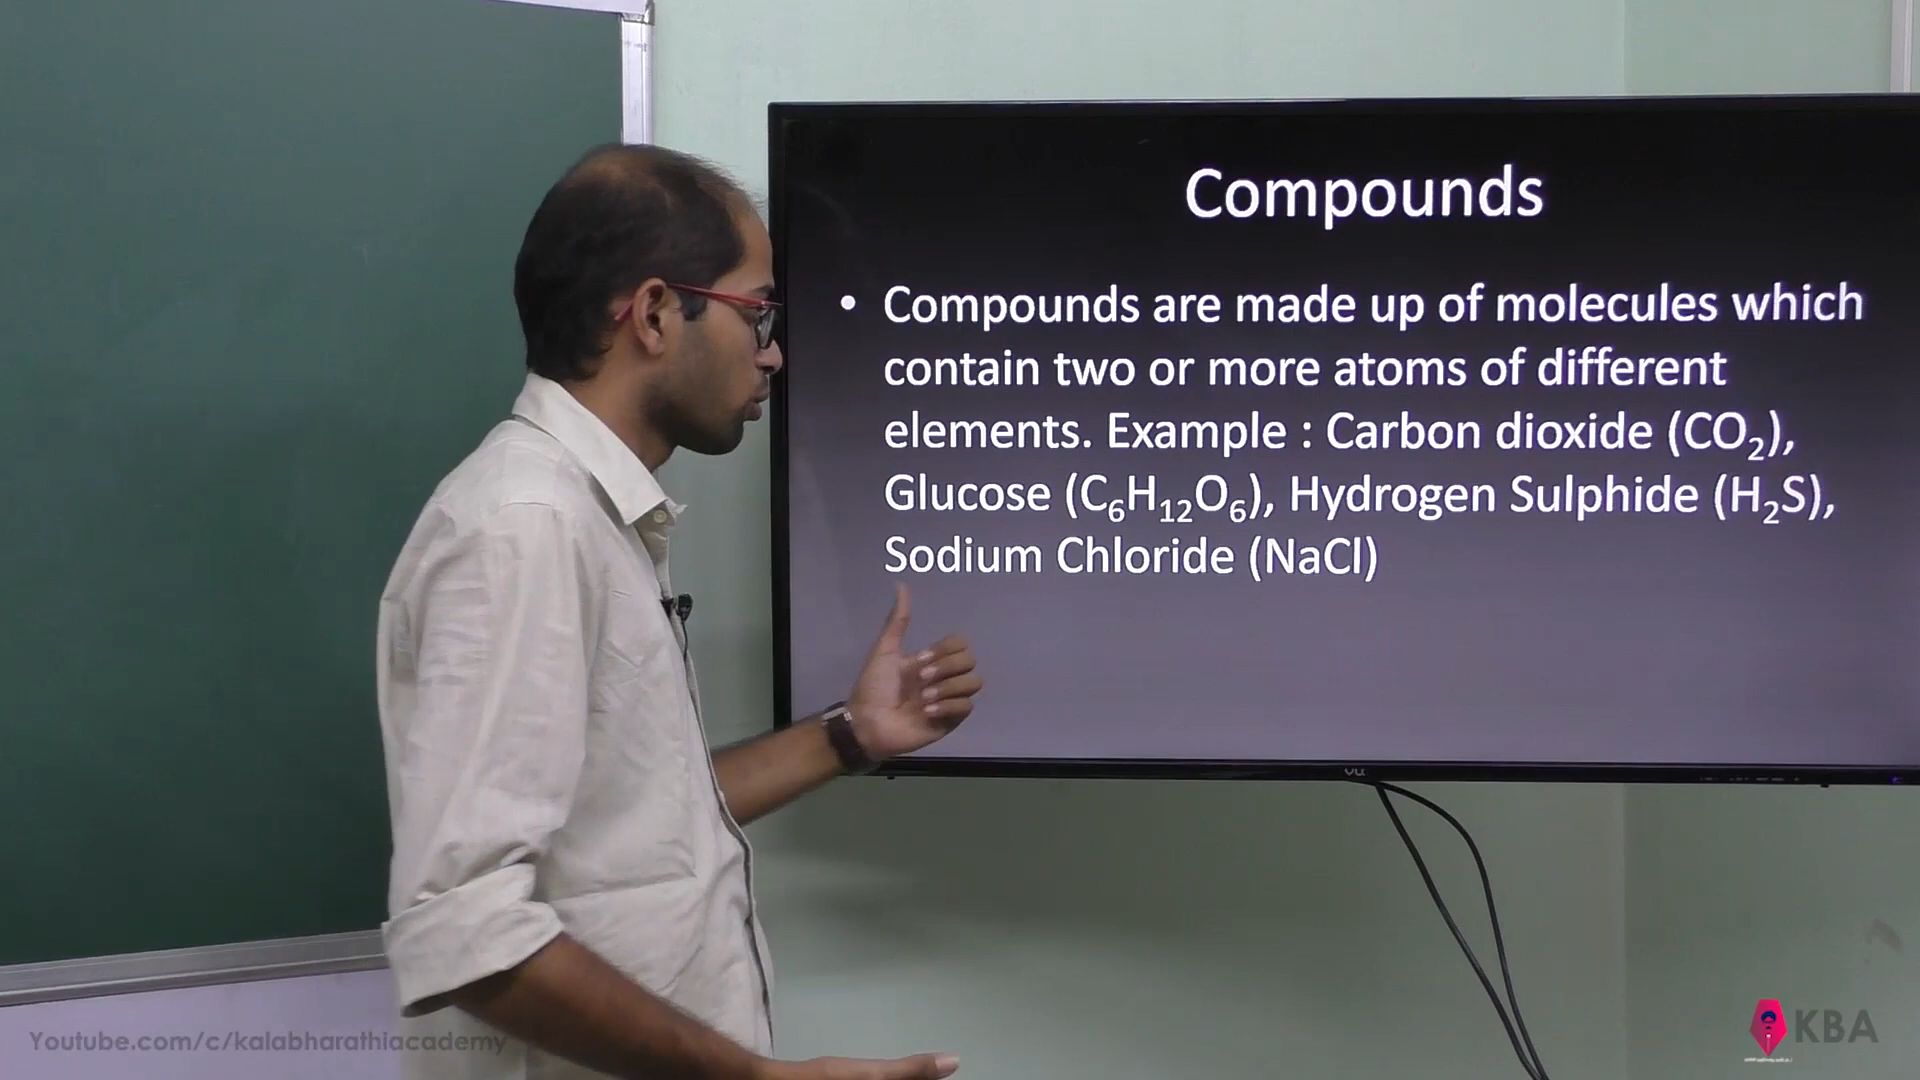 Compounds
• Compounds are made up of molecules which
contain two or more atoms of different
elements. Example : Carbon dioxide (CO₂),
Glucose (C₆H₁₂O₆), Hydrogen Sulphide (H₂S),
Sodium Chloride (NaCl)
VU
Youtube.com/c/kalabharathiacademy
KBA